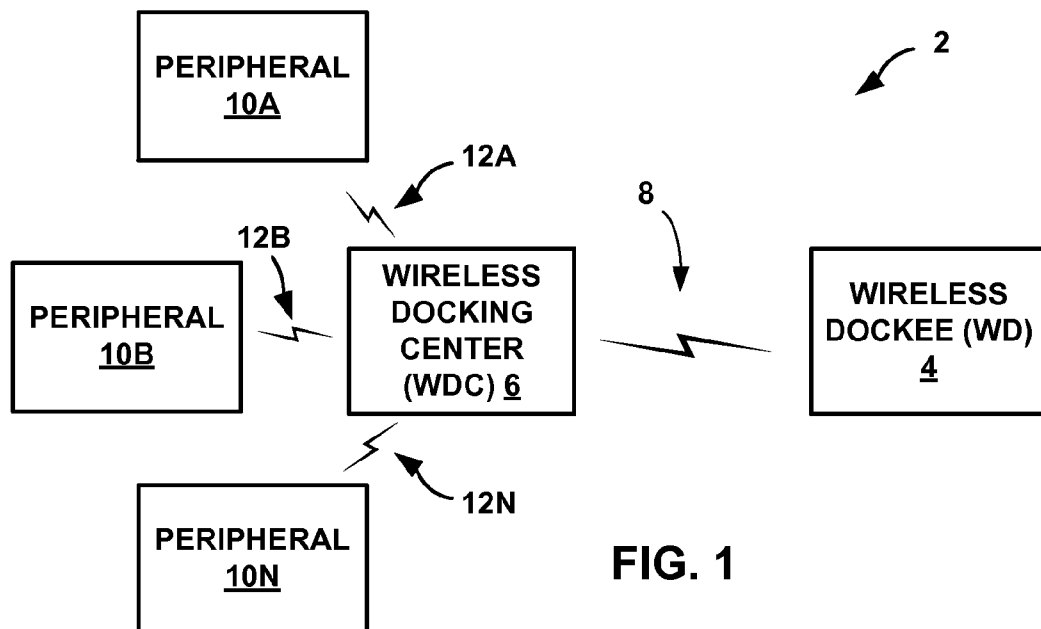 PERIPHERAL
10A
2
12A
8
12B
PERIPHERAL
10B
WIRELESS
DOCKING
CENTER
(WDC) 6
WIRELESS
DOCKEE (WD)
4
12N
PERIPHERAL
10N
FIG. 1